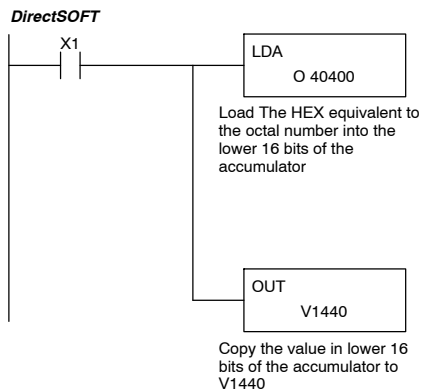 DirectSOFT
X1
LDA
O 40400
Load The HEX equivalent to
the octal number into the
lower 16 bits of the
accumulator
OUT
V1440
Copy the value in lower 16
bits of the accumulator to
V1440